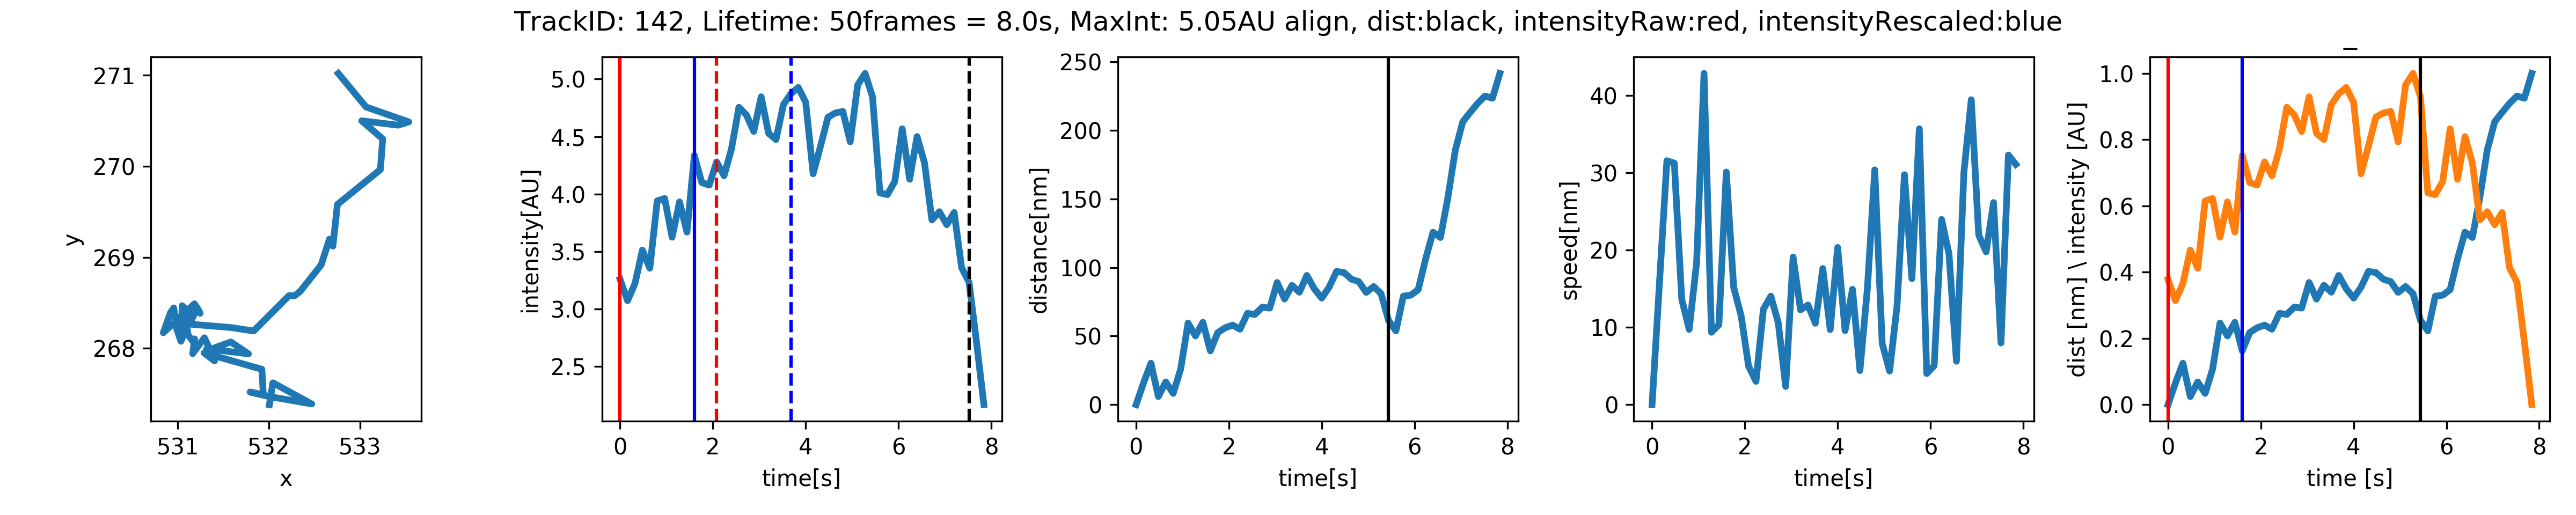 TrackID: 142, Lifetime: 50frames = 8.0s, MaxInt: 5.05AU align, dist:black, intensityRaw:red, intensityRescaled:blue
271
270
269
268
y
531 532 533
x
5.0
4.5
4.0
3.5
3.0
2.5
intensity[AU]
0 2 4 6 8
time[s]
250
200
150
100
50
0
distance[nm]
0 2 4 6 8
time[s]
40
30
20
10
0
speed[nm]
0 2 4 6 8
time[s]
_
1.0
0.8
0.6
0.4
0.2
0.0
dist [nm] \ intensity [AU]
0 2 4 6 8
time [s]